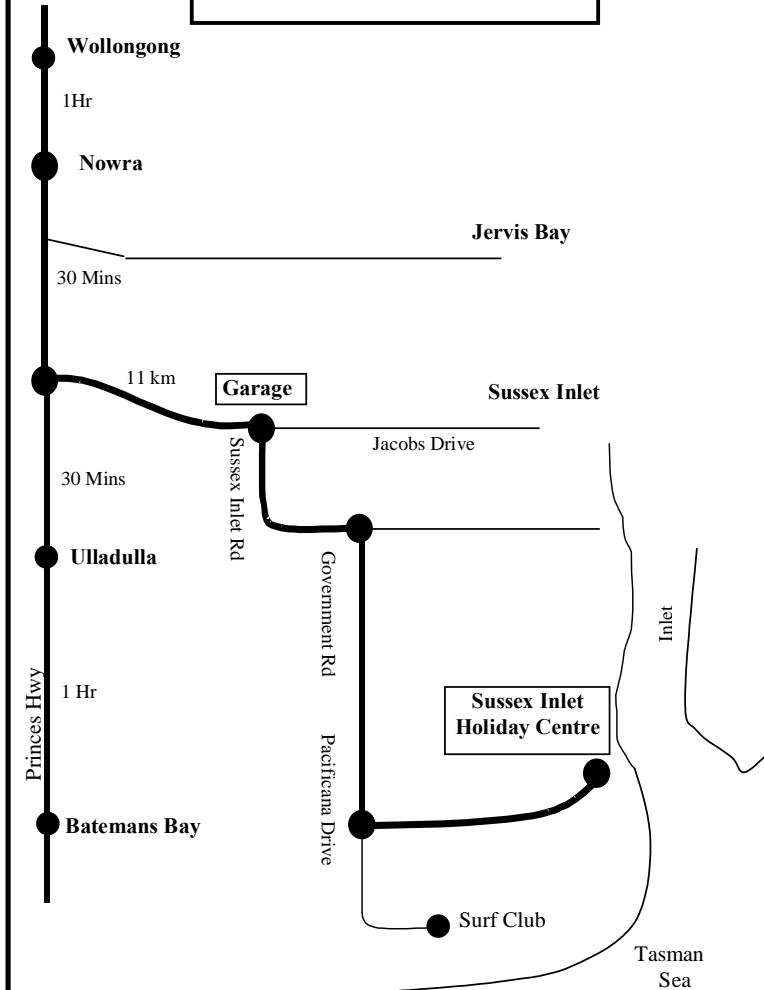 Wollongong
1Hr
Nowra
Jervis Bay
30 Mins
11 km
Garage
Sussex Inlet
Jacobs Drive
Sussex Inlet Rd
30 Mins
Ulladulla
Government Rd
Inlet
Princes Hwy
1 Hr
Sussex Inlet
Holiday Centre
Pacificana Drive
Batemans Bay
Surf Club
Tasman
Sea